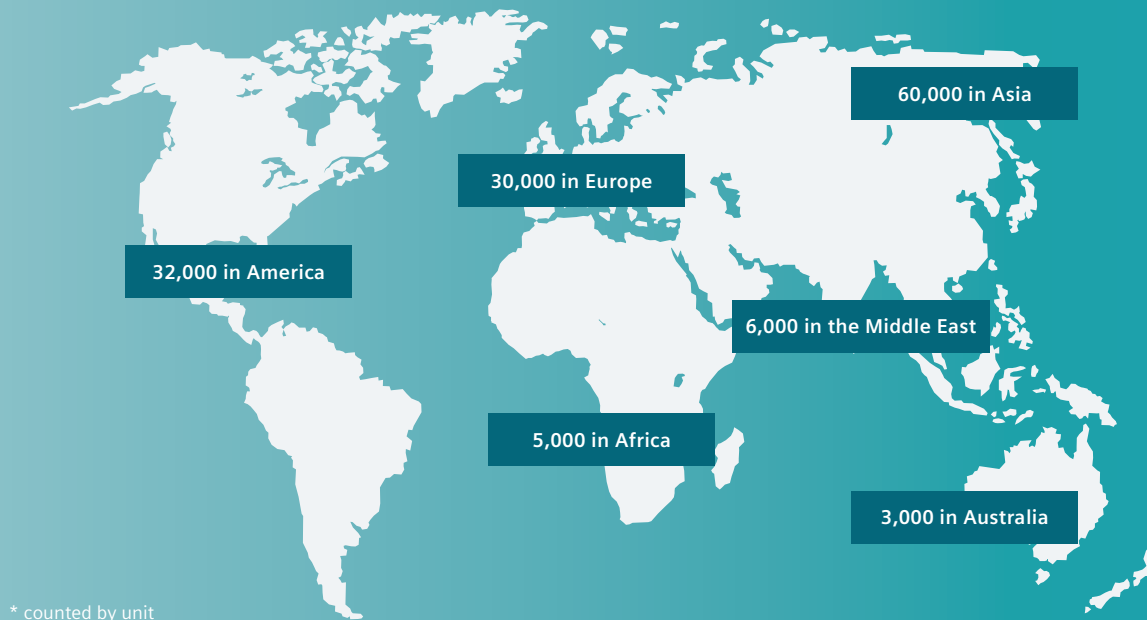 60,000 in Asia
30,000 in Europe
32,000 in America
6,000 in the Middle East
5,000 in Africa
3,000 in Australia
* counted by unit